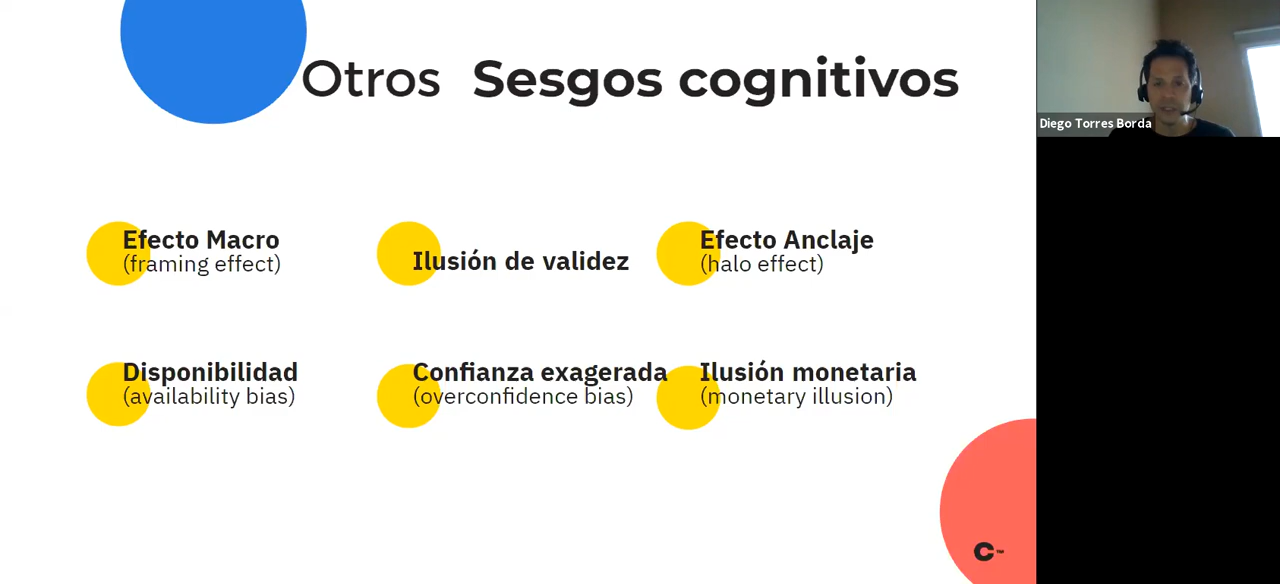 Otros Sesgos cognitivos
Diego Torres Borda
Efecto Macro
(framing effect)
Ilusión de validez
Efecto Anclaje
(halo effect)
Disponibilidad
(availability bias)
Confianza exagerada
(overconfidence bias)
Ilusión monetaria
(monetary illusion)
C™